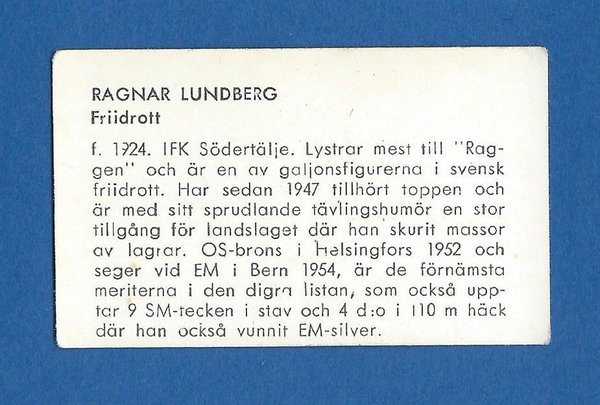 RAGNAR LUNDBERG
Friidrott
f. 1924. IFK Södertälje. Lystrar mest till "Rag-
gen" och är en av galjonsfigurerna i svensk
friidrott. Har sedan 1947 tillhört toppen och
är med sitt sprudlande tävlingshumör en stor
tillgång för landslaget där han skurit massor
av lagrar. OS-brons i Helsingfors 1952 och
seger vid EM i Bern 1954, är de förnämsta
meriterna i den digra listan, som också upp-
tar 9 SM-tecken i stav och 4 d:o i 110 m häck
där han också vunnit EM-silver.